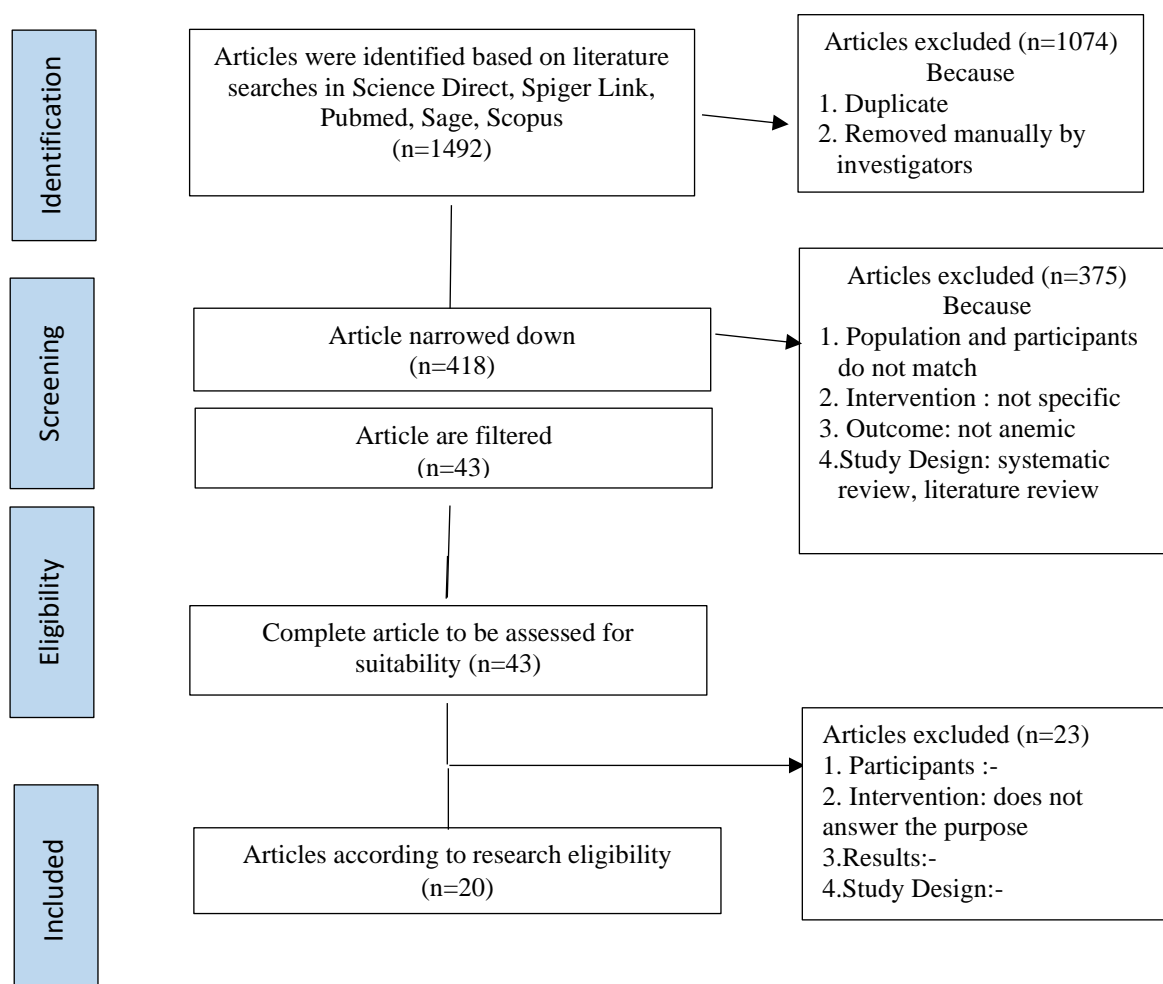 Identification
Articles were identified based on literature
searches in Science Direct, Spiger Link,
Pubmed, Sage, Scopus
(n=1492)
Articles excluded (n=1074)
Because
1. Duplicate
2. Removed manually by
investigators
Screening
Article narrowed down
(n=418)
Article are filtered
(n=43)
Articles excluded (n=375)
Because
1. Population and participants
do not match
2. Intervention : not specific
3. Outcome: not anemic
4.Study Design: systematic
review, literature review
Eligibility
Complete article to be assessed for
suitability (n=43)
Articles excluded (n=23)
1. Participants :-
2. Intervention: does not
answer the purpose
3.Results:-
4.Study Design:-
Included
Articles according to research eligibility
(n=20)